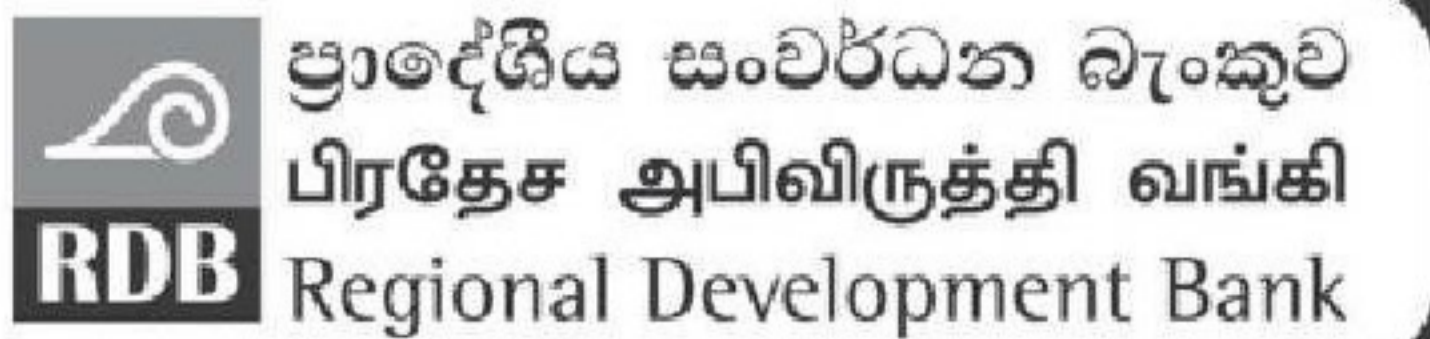 RDB
ප්‍රාදේශීය සංවර්ධන බැංකුව
பிரதேச அபிவிருத்தி வங்கி
Regional Development Bank